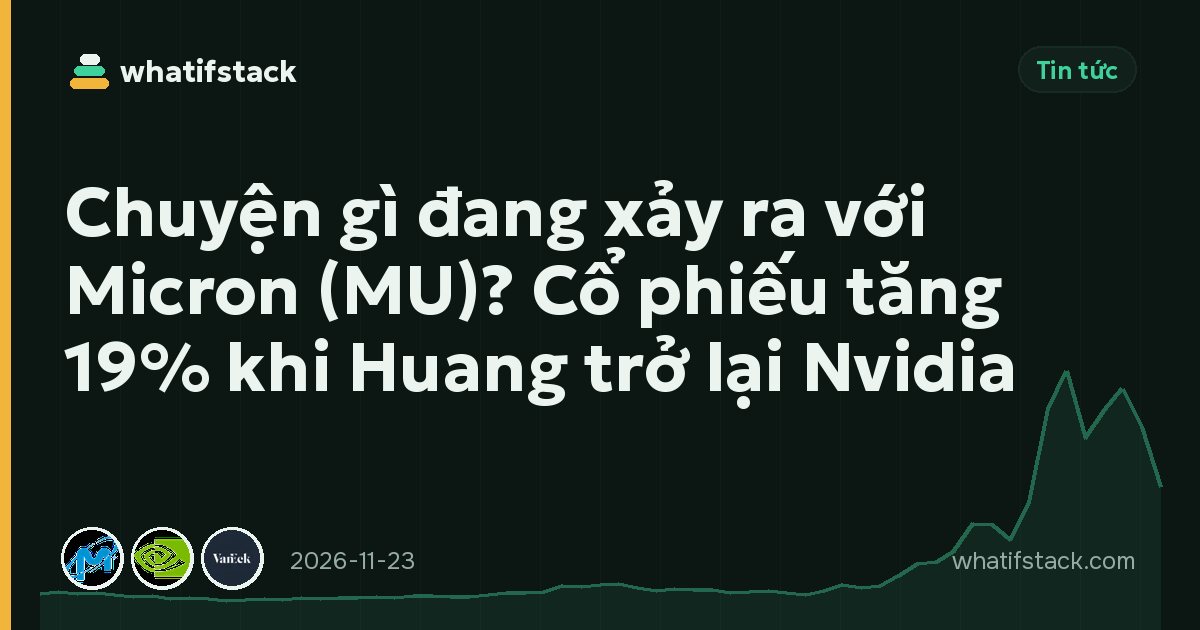 whatifstack
Tin tức
Chuyện gì đang xảy ra với
Micron (MU)? Cổ phiếu tăng
19% khi Huang trở lại Nvidia
VanEck
2026-11-23
whatifstack.com